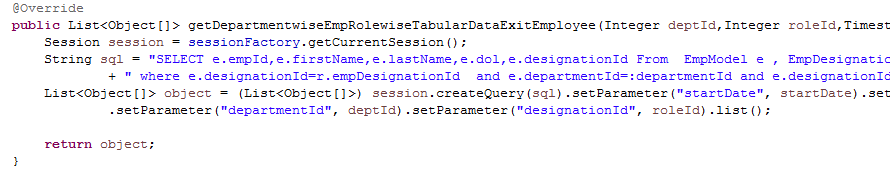 @Override
public List<Object[]> getDepartmentwiseEmpRolewiseTabularDataExitEmployee(Integer deptId,Integer roleId,Timest
Session session = sessionFactory.getCurrentSession();
String sql = "SELECT e.empId,e.firstName,e.lastName,e.dol,e.designationId From  EmpModel e , EmpDesignatio
+ " where e.designationId=r.empDesignationId  and e.departmentId=:departmentId and e.designationId
List<Object[]> object = (List<Object[]>) session.createQuery(sql).setParameter("startDate", startDate).set
.setParameter("departmentId", deptId).setParameter("designationId", roleId).list();
return object;
}